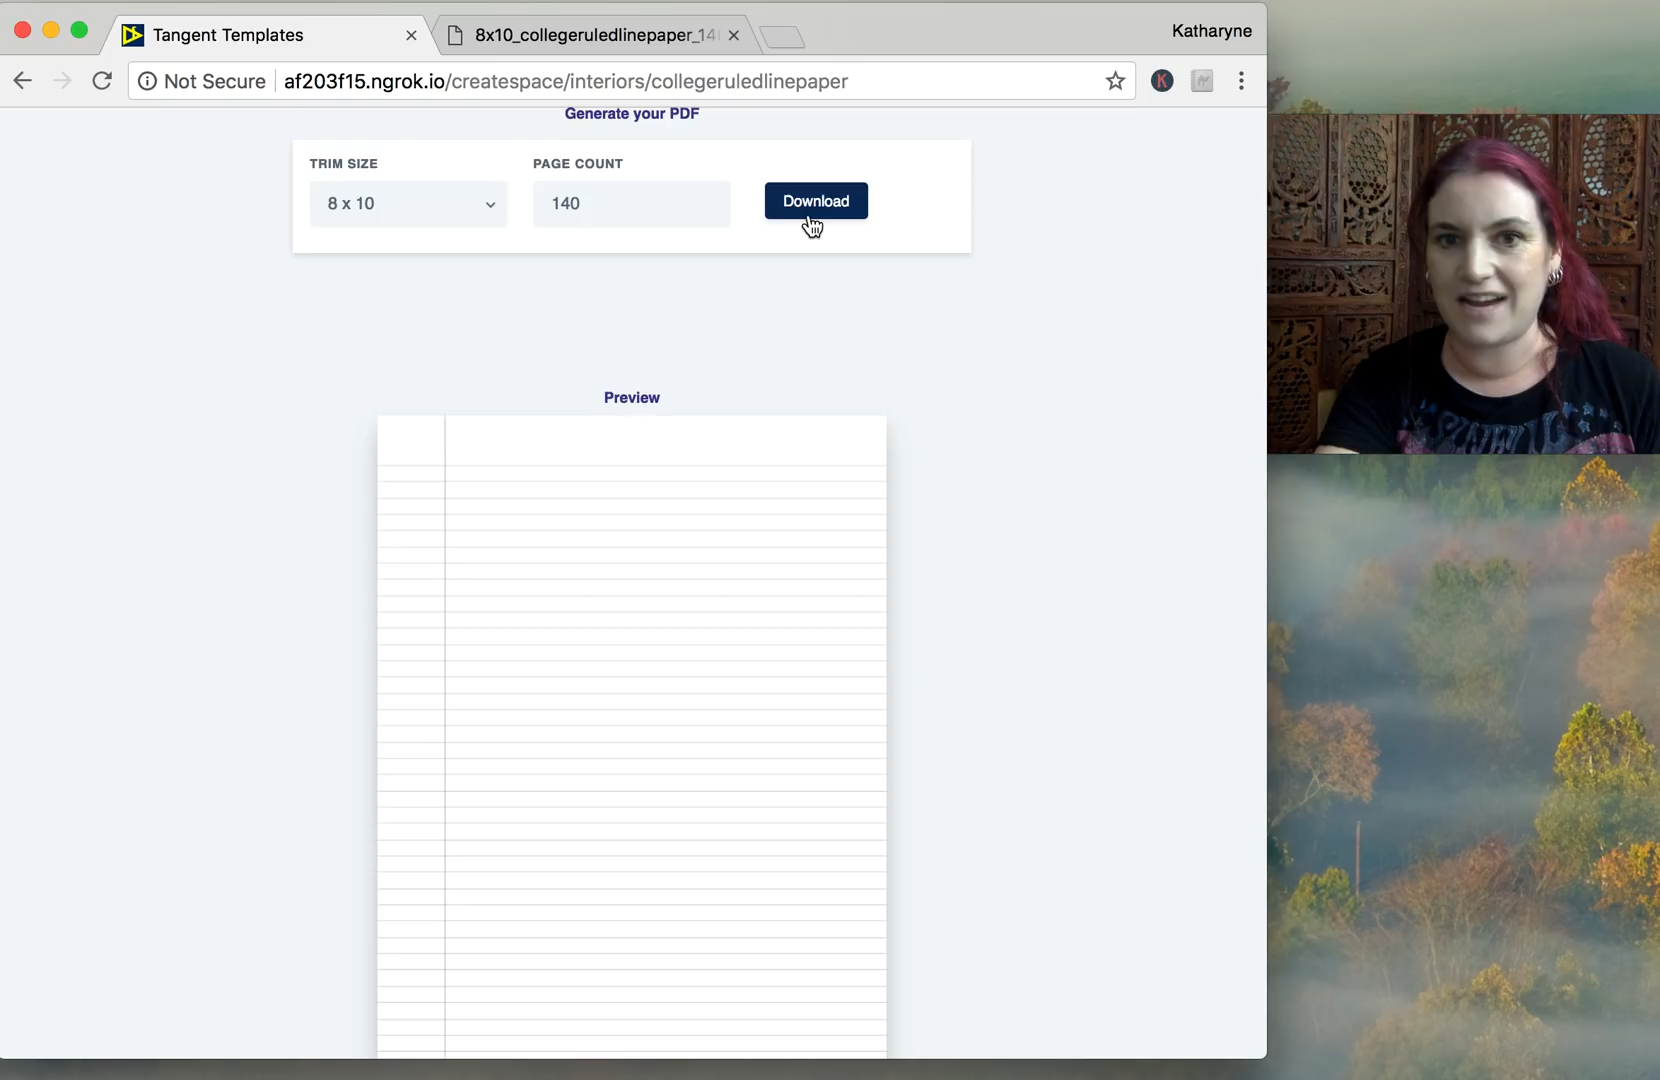 Tangent Templates
8x10_collegeruledlinepaper_14
Katharyne
Not Secure
af203f15.ngrok.io/createspace/interiors/collegeruledlinepaper
K
Generate your PDF
TRIM SIZE
PAGE COUNT
8 x 10
140
Download
Preview